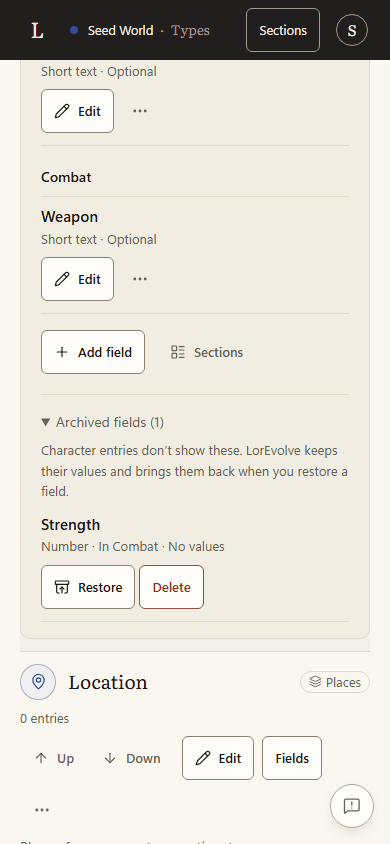 L Seed World · Types Sections S
Short text · Optional
Edit ···
Combat
Weapon
Short text · Optional
Edit ···
+ Add field Sections
▼ Archived fields (1)
Character entries don't show these. LorEvolve keeps
their values and brings them back when you restore a
field.
Strength
Number · In Combat · No values
Restore Delete
Location Places
0 entries
↑ Up ↓ Down Edit Fields
···